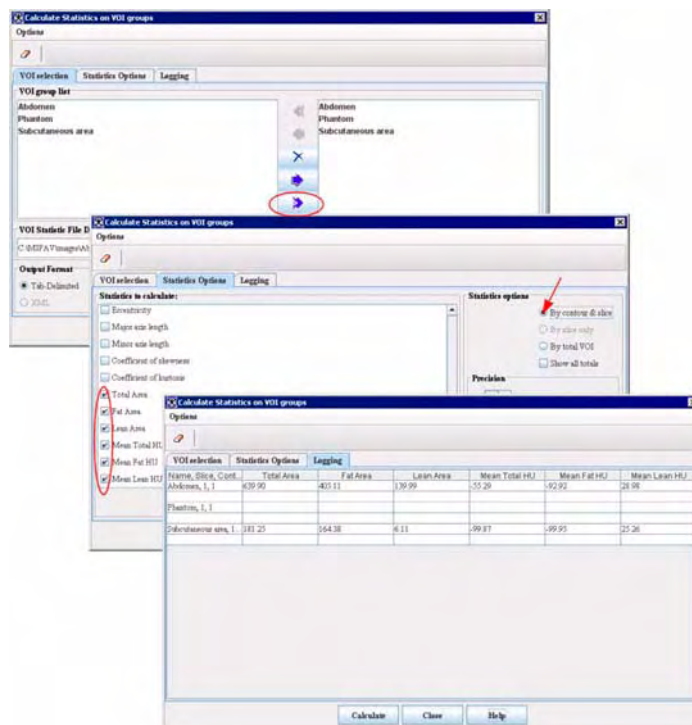 Calculate Statistics on VOI groups
Options
VOI selection Statistics Options Logging
VOI group list
Abdomen
Phantom
Subcutaneous area
Abdomen
Phantom
Subcutaneous area
VOI Statistic File D
Output Format
Tab-Delimited
XML
Calculate Statistics on VOI groups
Options
VOI selection Statistics Options Logging
Statistics to calculate:
Eccentricity
Major axis length
Minor axis length
Coefficient of skewness
Coefficient of kurtosis
Total Area
Fat Area
Lean Area
Mean Total HU
Mean Fat HU
Mean Lean HU
Statistics options
By contour & slice
By slice only
By total VOI
Show all totals
Precision
Calculate Statistics on VOI groups
Options
VOI selection Statistics Options Logging
Name, Slice, Cont... Total Area Fat Area Lean Area Mean Total HU Mean Fat HU Mean Lean HU
Abdomen, 1, 1 639.90 405.11 139.99 -55.29 -92.92 28.98
Phantom, 1, 1
Subcutaneous area, 1... 181.25 164.38 6.11 -99.87 -99.95 25.26
Calculate Close Help